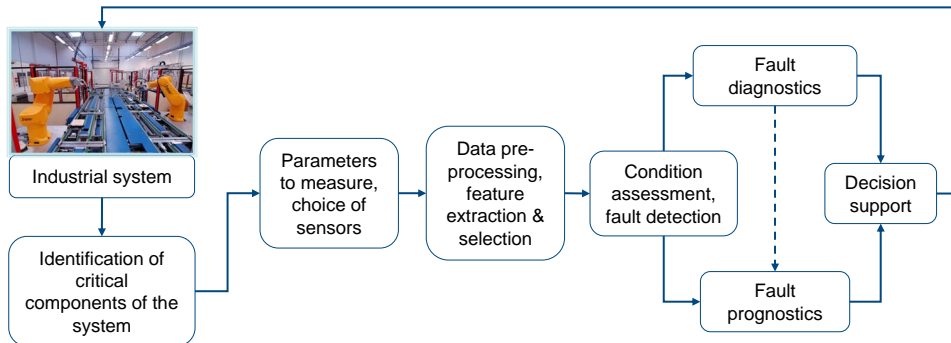 Industrial system
Identification of
critical
components of the
system
Parameters
to measure,
choice of
sensors
Data pre-
processing,
feature
extraction &
selection
Condition
assessment,
fault detection
Fault
diagnostics
Fault
prognostics
Decision
support